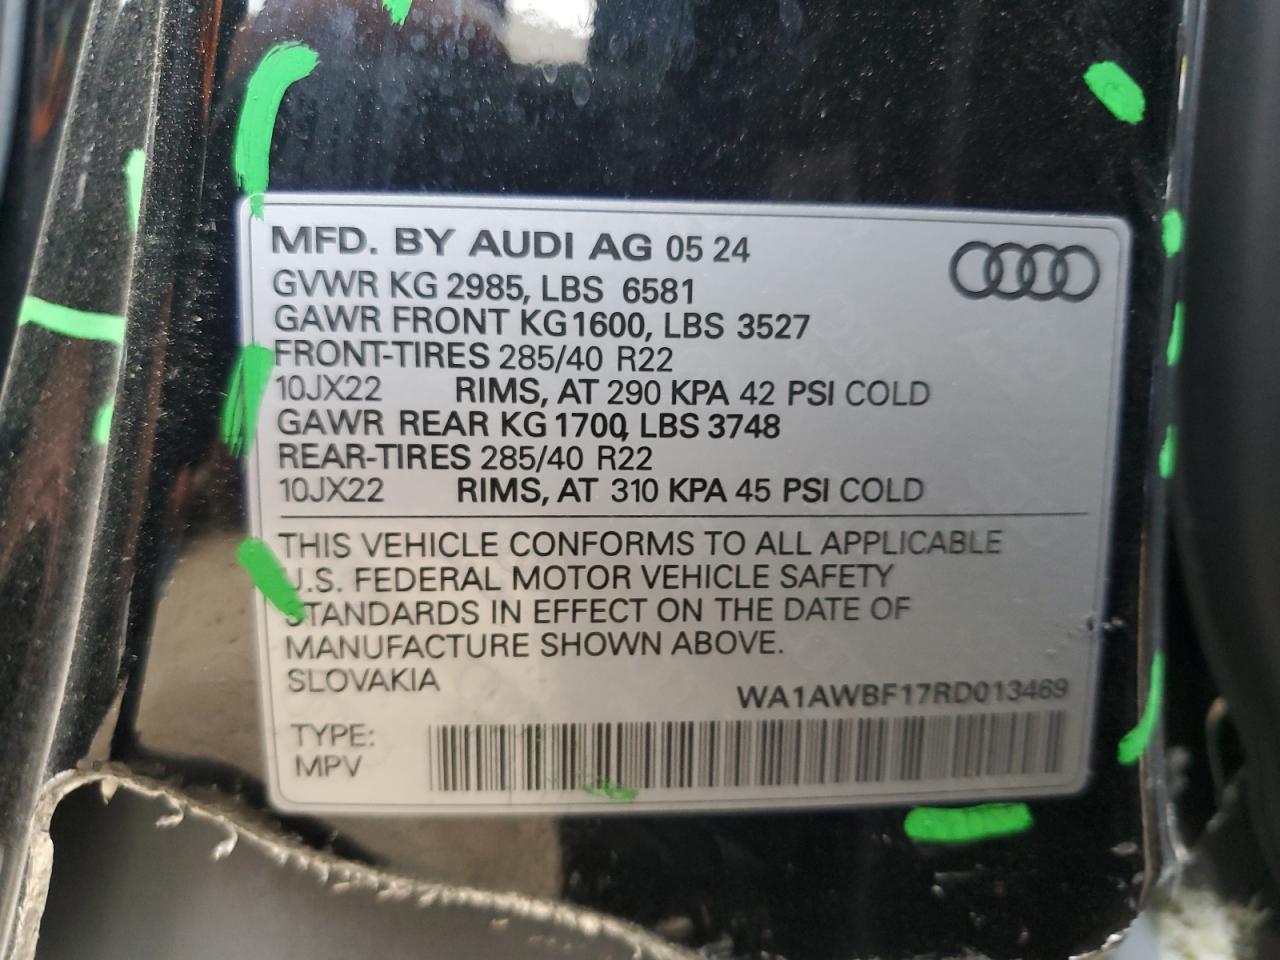 MFD. BY AUDI AG 05 24
GVWR KG 2985, LBS 6581
GAWR FRONT KG 1600, LBS 3527
FRONT-TIRES 285/40 R22
10JX22 RIMS, AT 290 KPA 42 PSI COLD
GAWR REAR KG 1700, LBS 3748
REAR-TIRES 285/40 R22
10JX22 RIMS, AT 310 KPA 45 PSI COLD
THIS VEHICLE CONFORMS TO ALL APPLICABLE
U.S. FEDERAL MOTOR VEHICLE SAFETY
STANDARDS IN EFFECT ON THE DATE OF
MANUFACTURE SHOWN ABOVE.
SLOVAKIA
WA1AWBF17RD013469
TYPE:
MPV